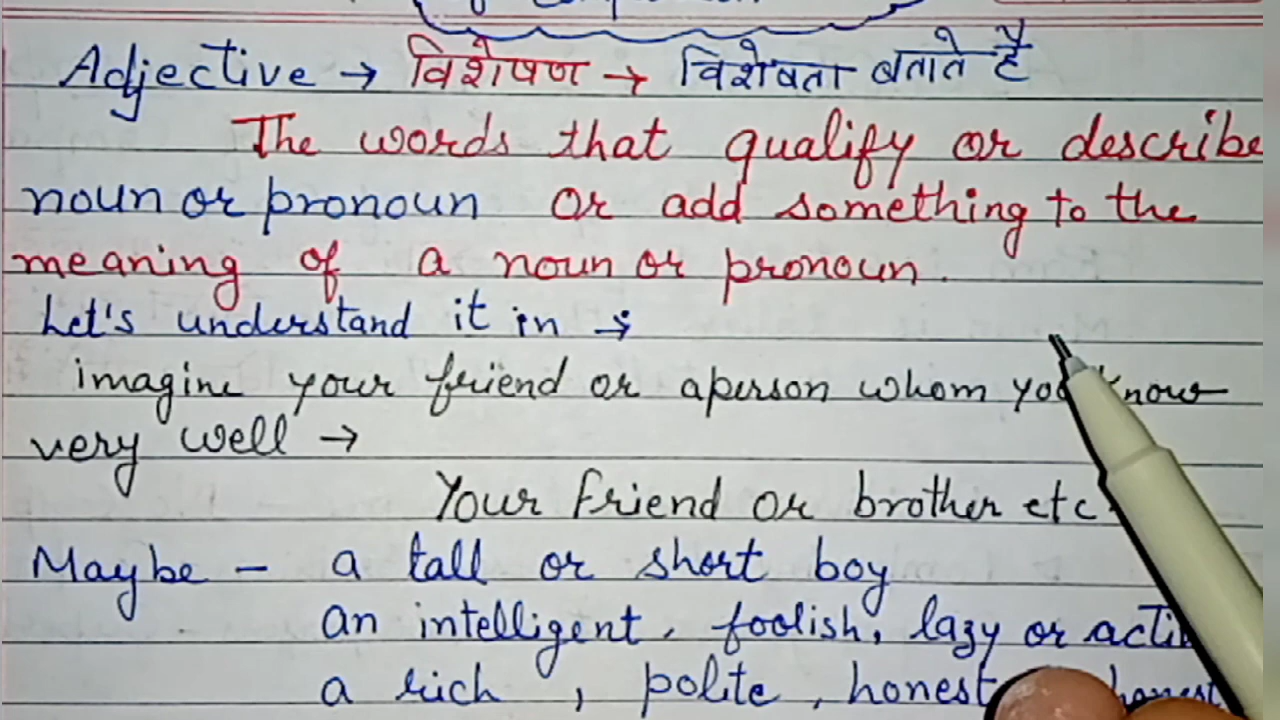 Adjective → विशेषण → विशेषता बताते है
The words that qualify or describe
noun or pronoun or add something to the
meaning of a noun or pronoun.
Let's understand it in →
imagine your friend or aperson whom you know
very well →
Your friend or brother etc.
Maybe - a tall or short boy
an intelligent, foolish, lazy or
a rich , polite , honest